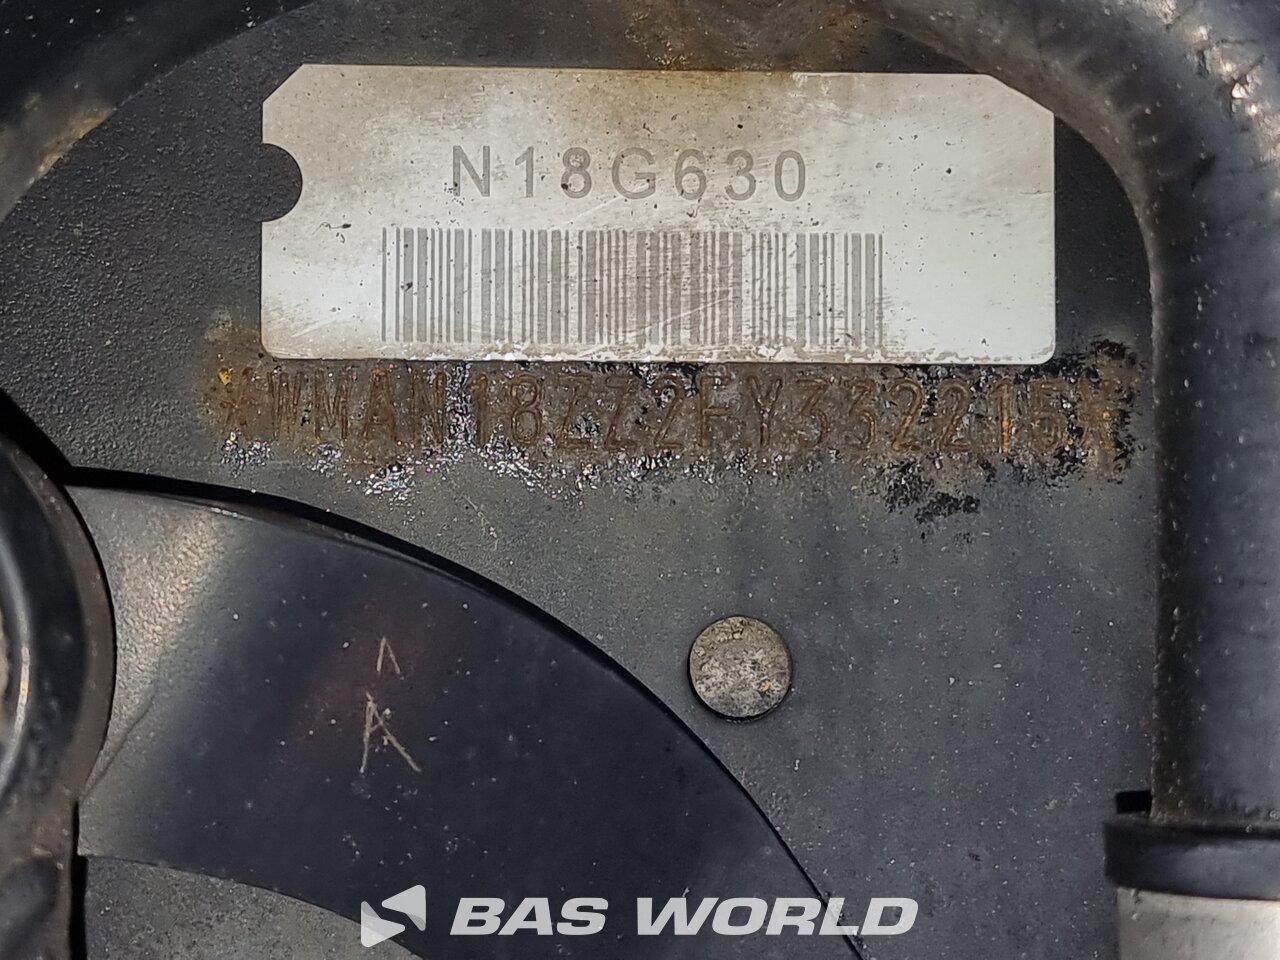 N18G630
*WMAN18ZZ2FY332215*
A
BAS WORLD